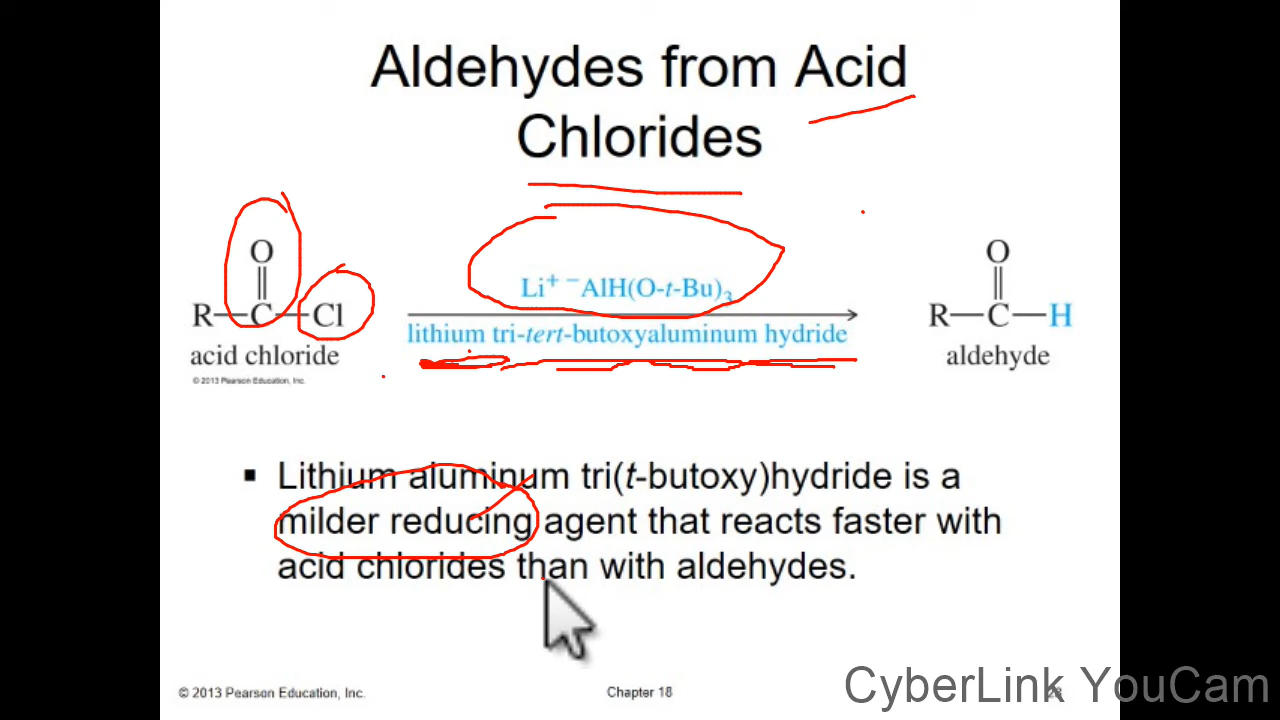 Aldehydes from Acid
Chlorides
O
R—C—Cl
acid chloride
© 2013 Pearson Education, Inc.
Li⁺ ⁻AlH(O-t-Bu)₃
lithium tri-tert-butoxyaluminum hydride
O
R—C—H
aldehyde
▪ Lithium aluminum tri(t-butoxy)hydride is a
milder reducing agent that reacts faster with
acid chlorides than with aldehydes.
© 2013 Pearson Education, Inc.
Chapter 18
CyberLink YouCam